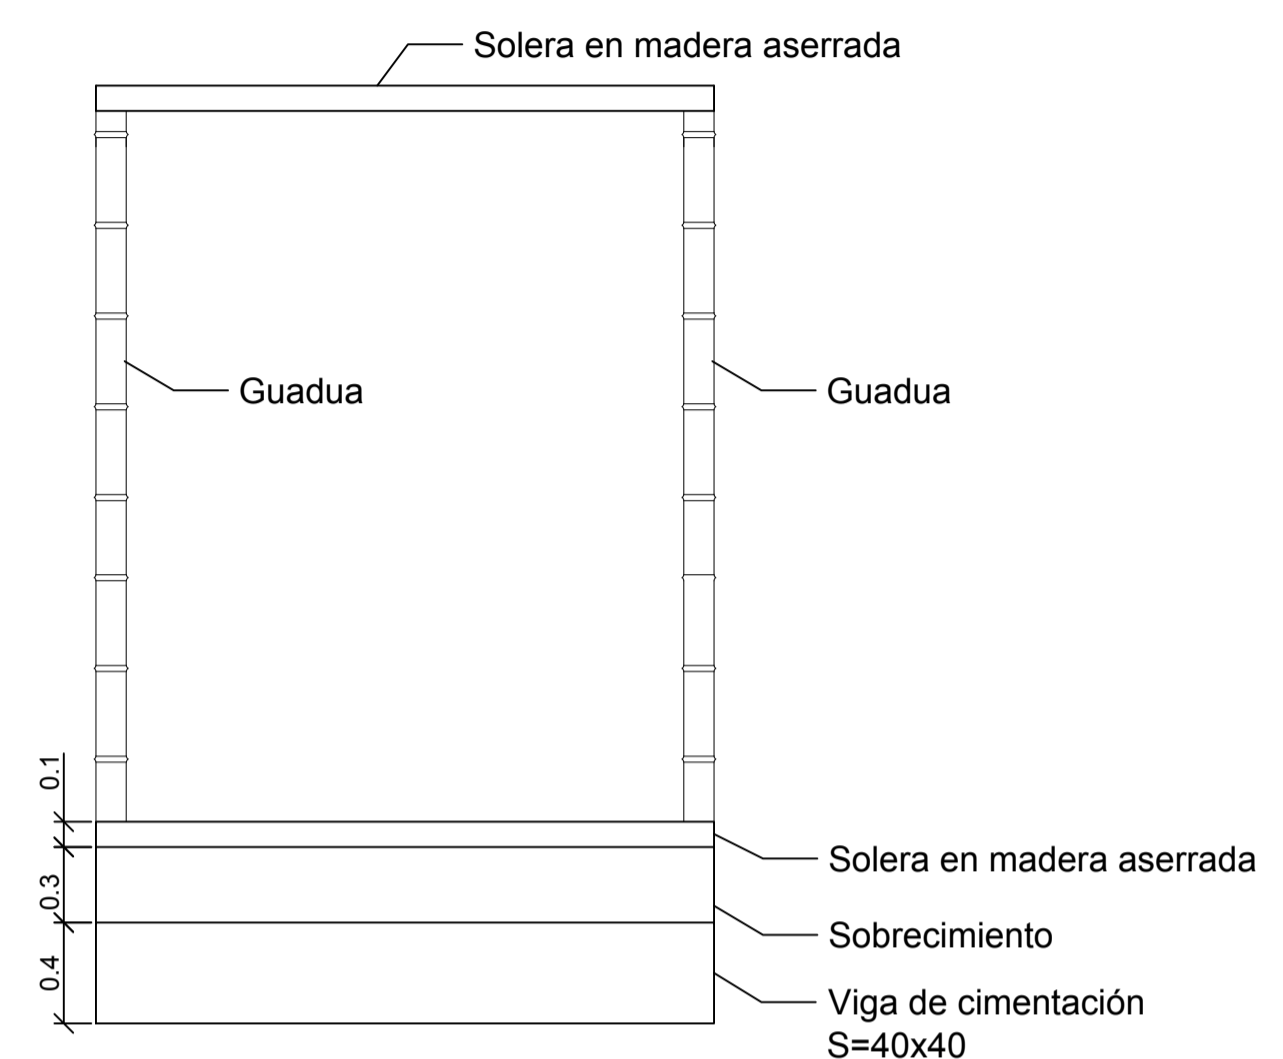 Solera en madera aserrada
Guadua
Guadua
0.1
Solera en madera aserrada
0.3
Sobrecimiento
0.4
Viga de cimentación
S=40x40